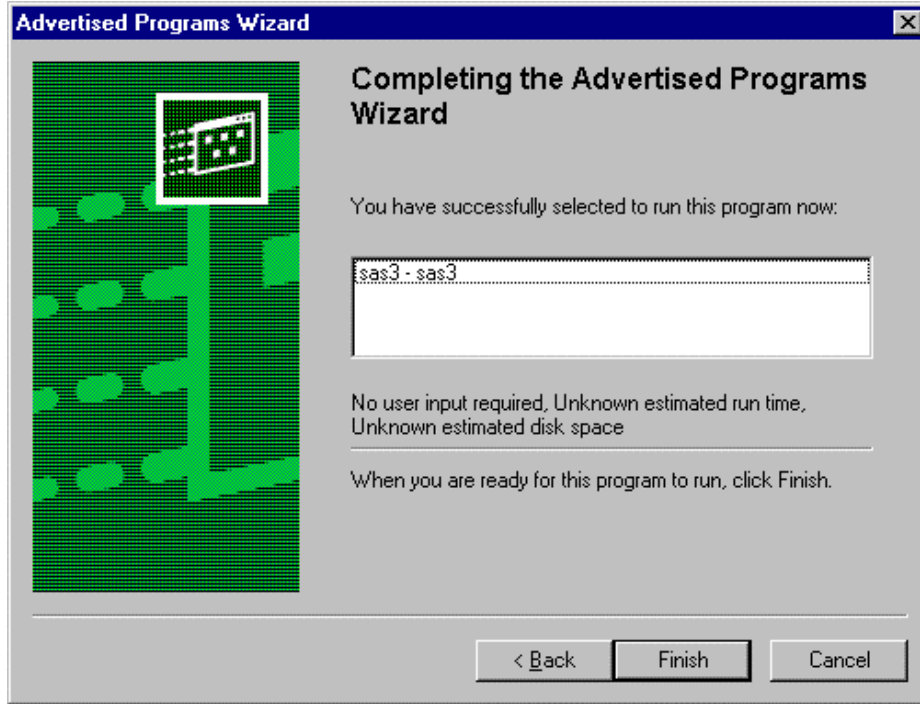 Advertised Programs Wizard
Completing the Advertised Programs
Wizard
You have successfully selected to run this program now:
sas3 - sas3
No user input required, Unknown estimated run time,
Unknown estimated disk space
When you are ready for this program to run, click Finish.
< Back
Finish
Cancel